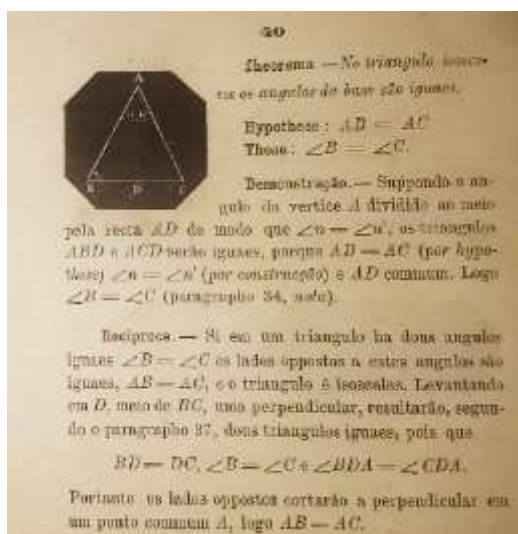 40
Theorema — No triangulo isosce-
es os angulos da base são iguaes.
Hypothese : AB = AC
These : ∠B = ∠C.
Demonstração. — Suppondo o an-
gulo da vertice A dividido ao meio
pela recta AD de modo que ∠n = ∠n', os triangulos
ABD e ACD serão iguaes, porque AB = AC (por hypo-
these) ∠n = ∠n' (por construcção) e AD commum. Logo
∠B = ∠C (paragrapho 34, nota).
Reciproca. — Si em um triangulo ha dous angulos
iguaes ∠B = ∠C os lados oppostos a estes angulos são
iguaes, AB = AC, e o triangulo é isosceles. Levantando
em D, meio de BC, uma perpendicular, resultarão, segun-
do o paragrapho 37, dous triangulos iguaes, pois que
BD = DC, ∠B = ∠C e ∠BDA = ∠CDA.
Portanto os lados oppostos cortarão a perpendicular em
um ponto commum A, logo AB = AC.
A
B D C